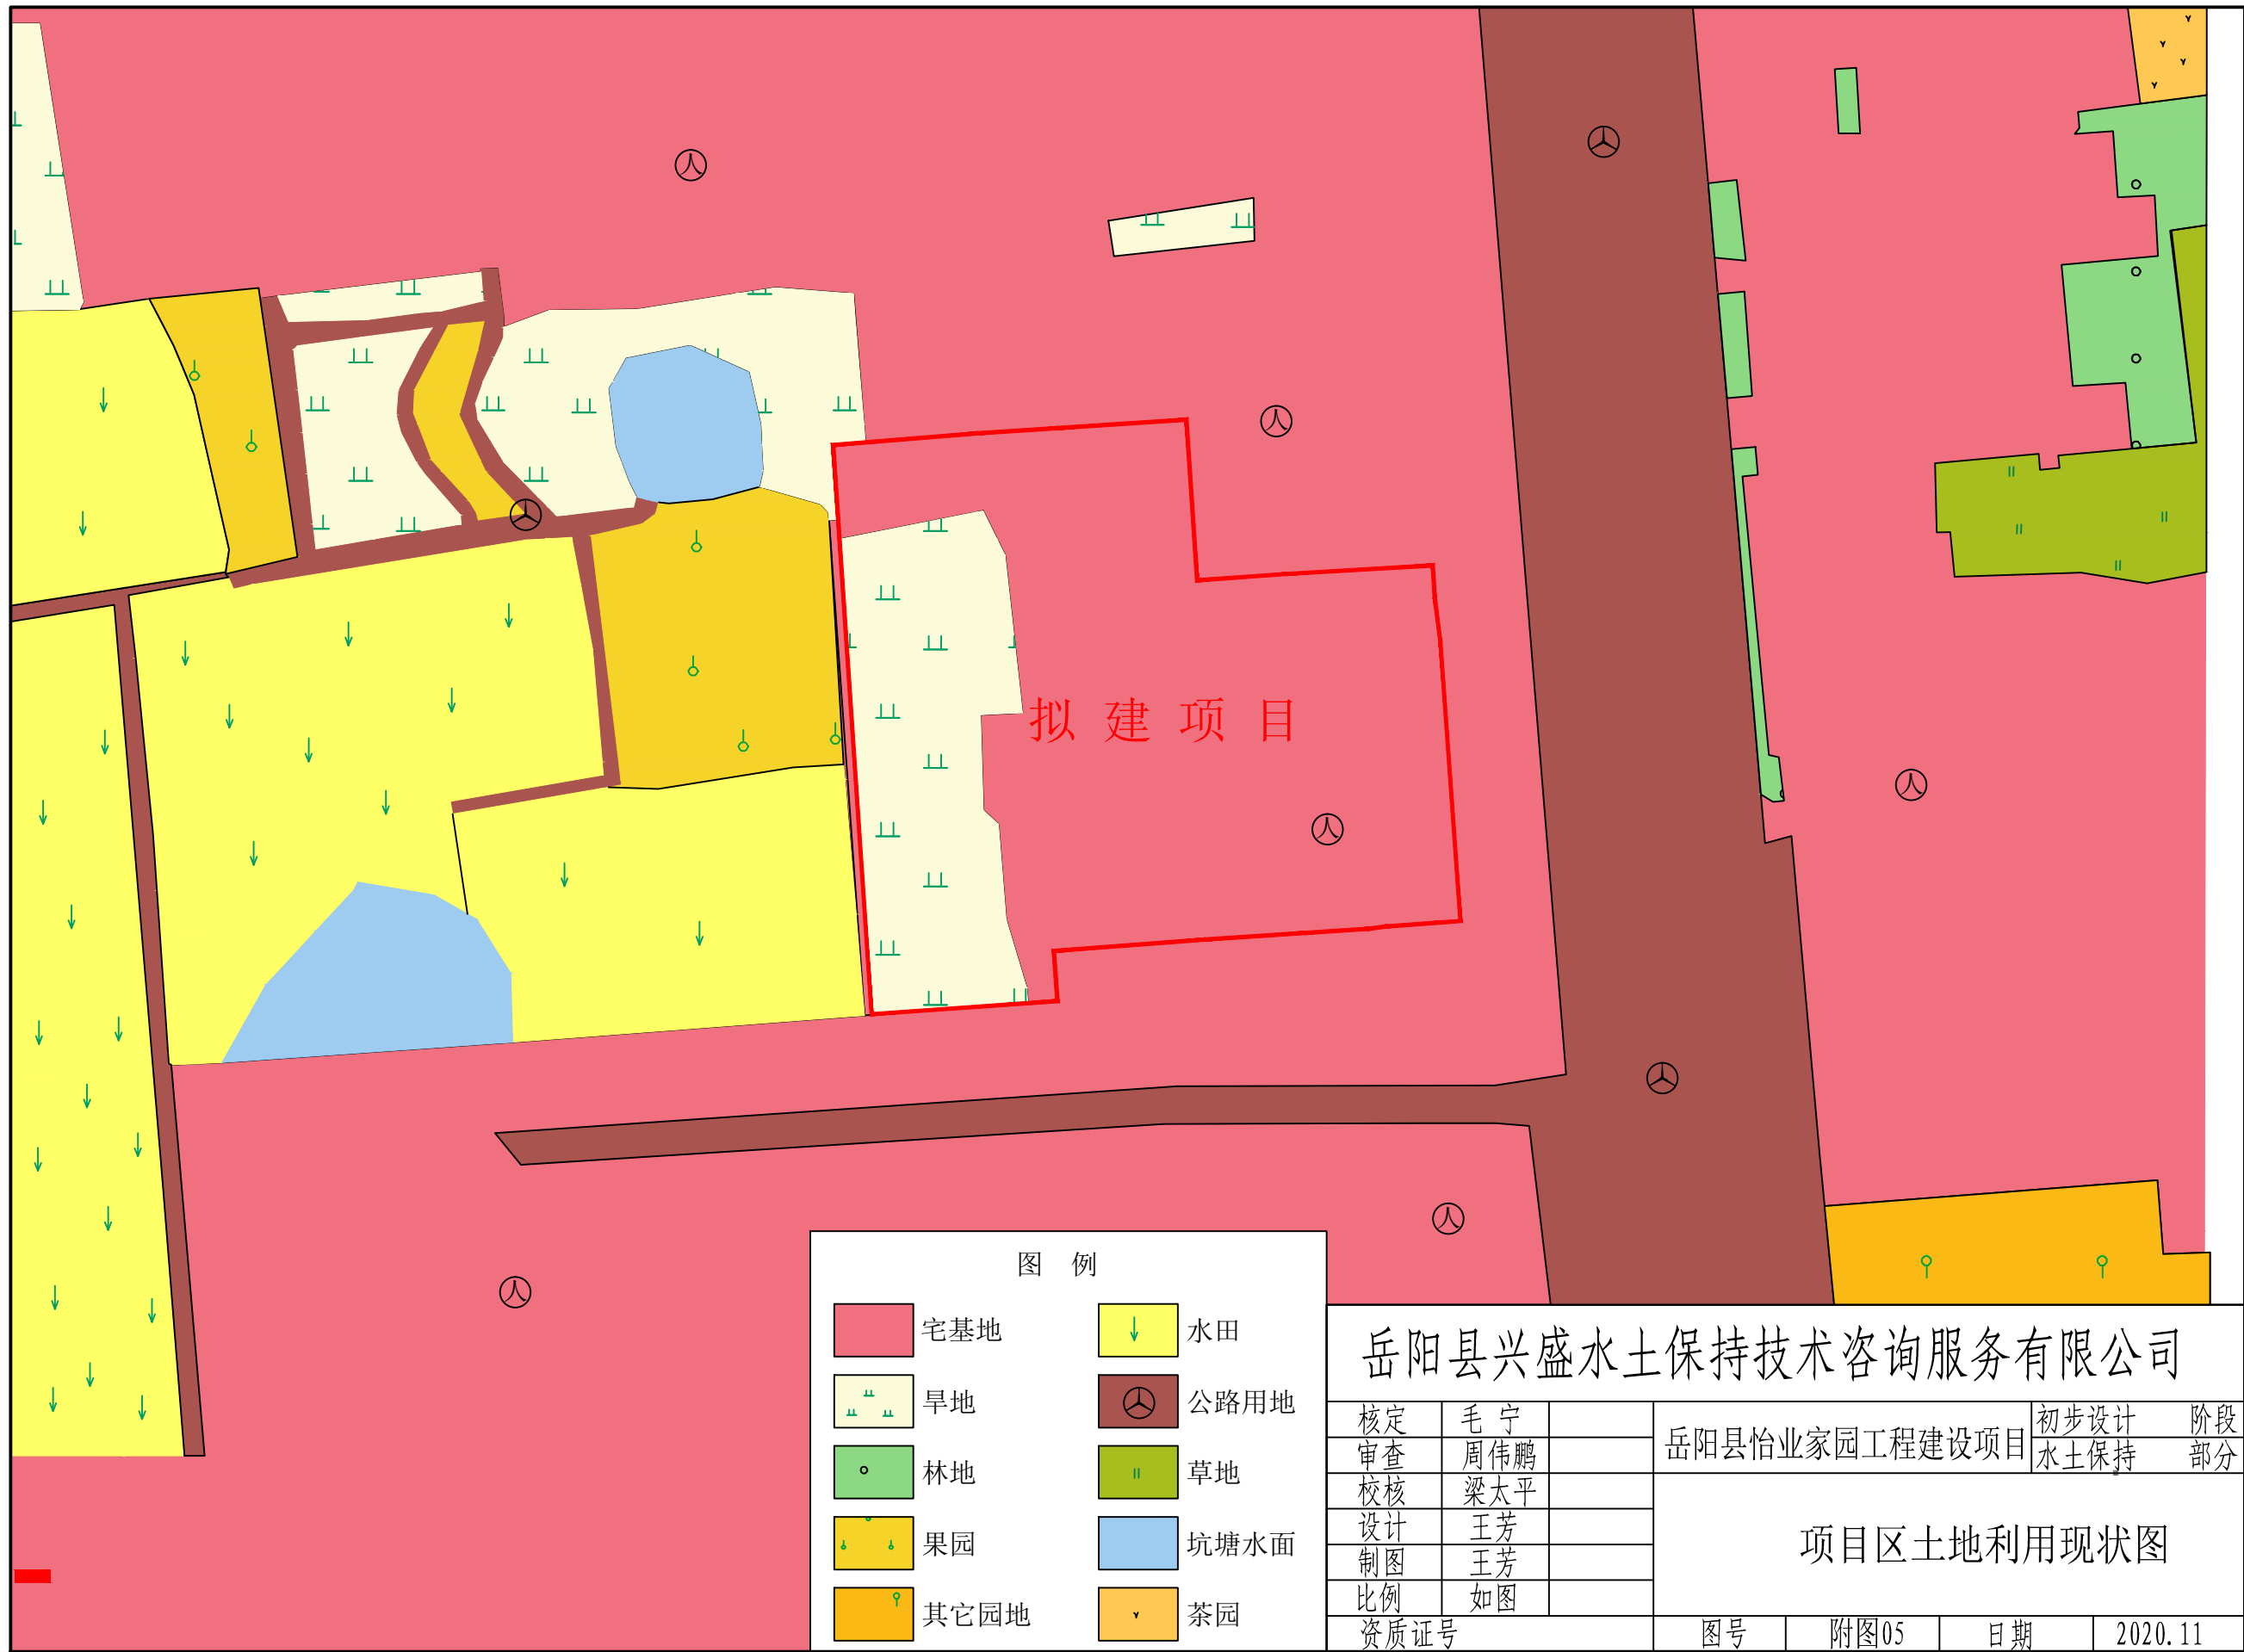 拟建项目
图 例
宅基地 水田
旱地 公路用地
林地 草地
果园 坑塘水面
其它园地 茶园
岳阳县兴盛水土保持技术咨询服务有限公司
核定 毛宁
审查 周伟鹏
校核 梁太平
设计 王芳
制图 王芳
比例 如图
资质证号
岳阳县怡业家园工程建设项目
初步设计 阶段
水土保持 部分
项目区土地利用现状图
图号 附图05 日期 2020.11